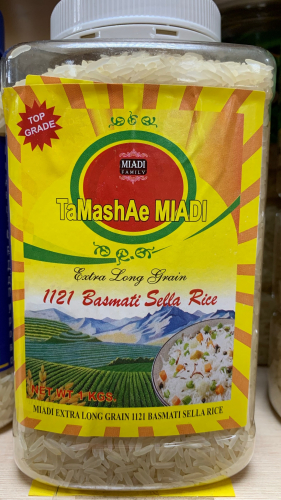 TOP
GRADE
MIADI
FAMILY
TaMashAe MIADI
Extra Long Grain
1121 Basmati Sella Rice
NET WT. 1 KGS.
MIADI EXTRA LONG GRAIN 1121 BASMATI SELLA RICE